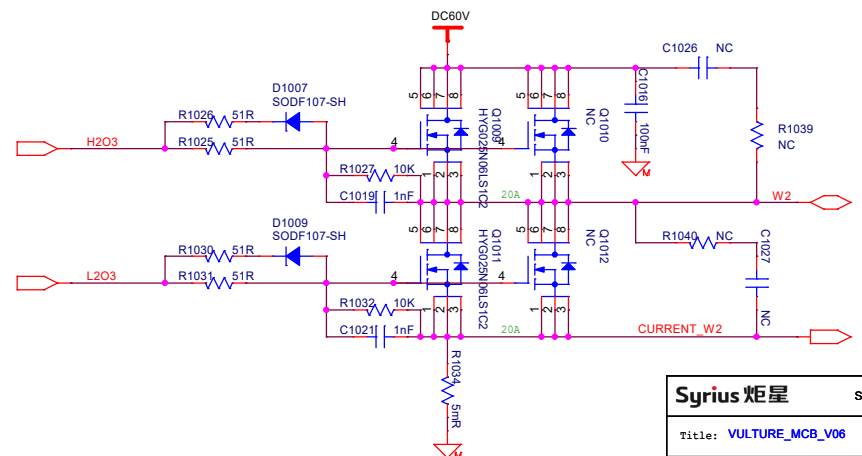 DC60V
C1026 NC
D1007
SODF107-SH
R1026 51R
H2O3
R1025 51R
5 6 7 8
4
Q1009
HYG025N06LS1C2
5 6 7 8
4
Q1010
NC
C1016
100nF
M
R1039
NC
R1027 10K
1 2 3
1 2 3
C1019 1nF
20A
W2
D1009
SODF107-SH
R1030 51R
L2O3
R1031 51R
5 6 7 8
4
Q1011
HYG025N06LS1C2
5 6 7 8
4
Q1012
NC
R1040 NC
C1027
NC
R1032 10K
1 2 3
1 2 3
C1021 1nF
20A
CURRENT_W2
R1034
5mR
M
Syrius 炬星 S
Title: VULTURE_MCB_V06